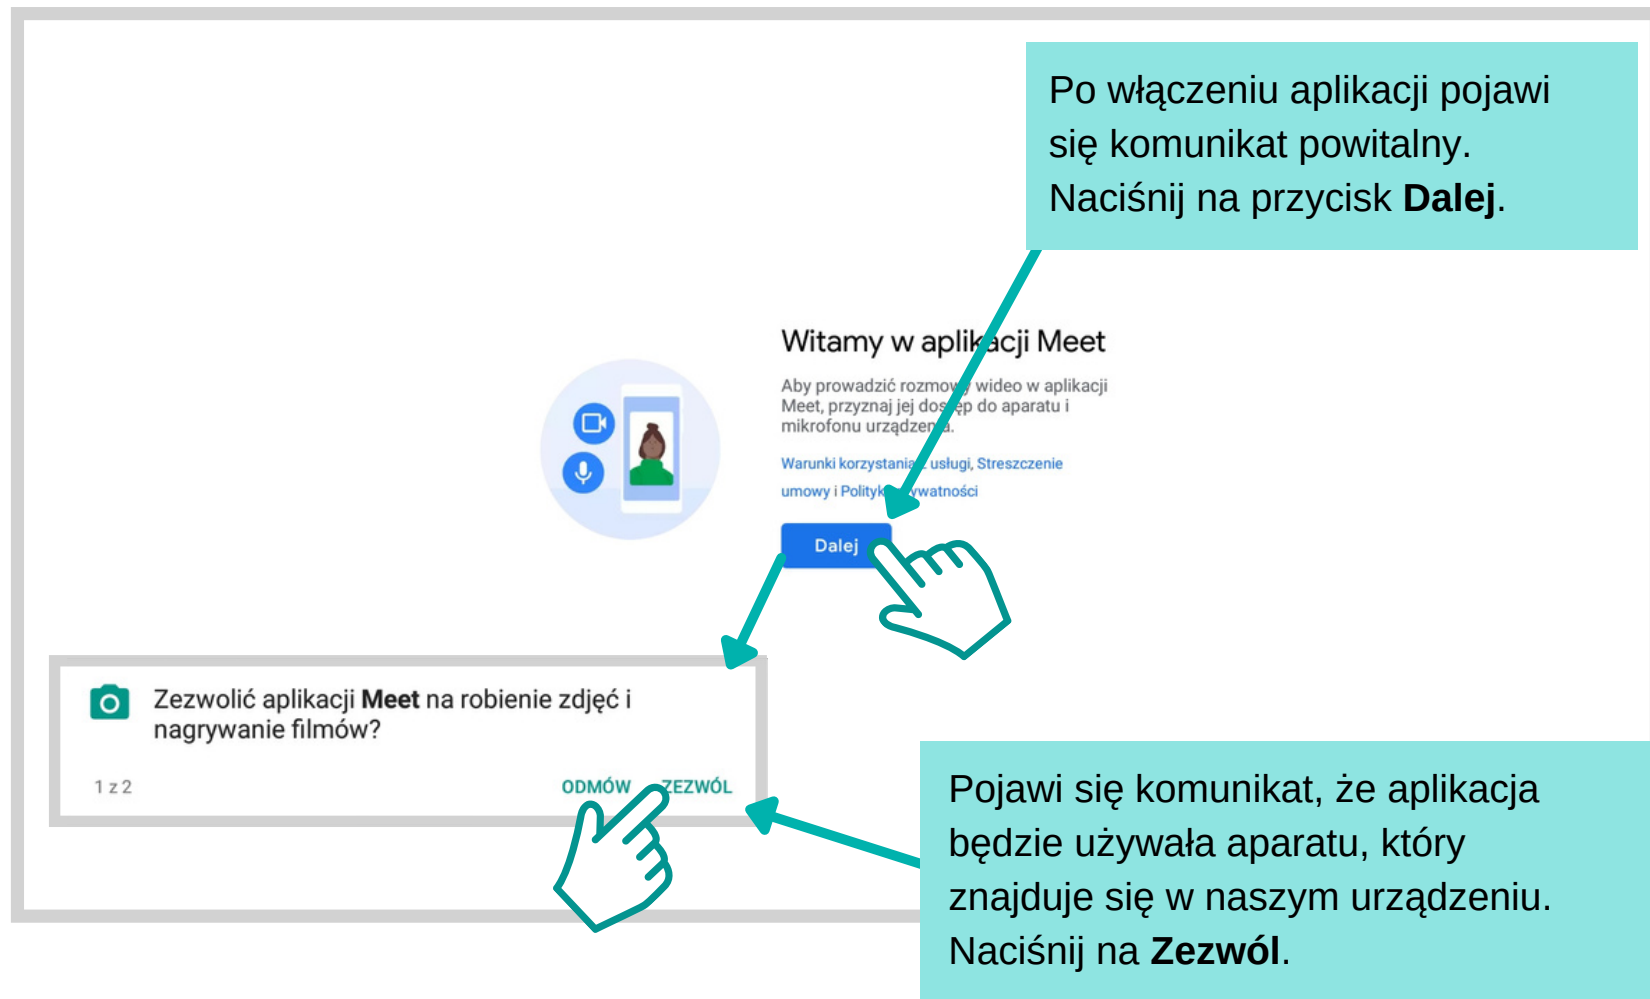 Po włączeniu aplikacji pojawi
się komunikat powitalny.
Naciśnij na przycisk Dalej.
Witamy w aplikacji Meet
Aby prowadzić rozmowy wideo w aplikacji
Meet, przyznaj jej dostęp do aparatu i
mikrofonu urządzenia.
Warunki korzystania z usługi, Streszczenie
umowy i Polityka prywatności
Dalej
Zezwolić aplikacji Meet na robienie zdjęć i
nagrywanie filmów?
1 z 2
ODMÓW ZEZWÓL
Pojawi się komunikat, że aplikacja
będzie używała aparatu, który
znajduje się w naszym urządzeniu.
Naciśnij na Zezwól.